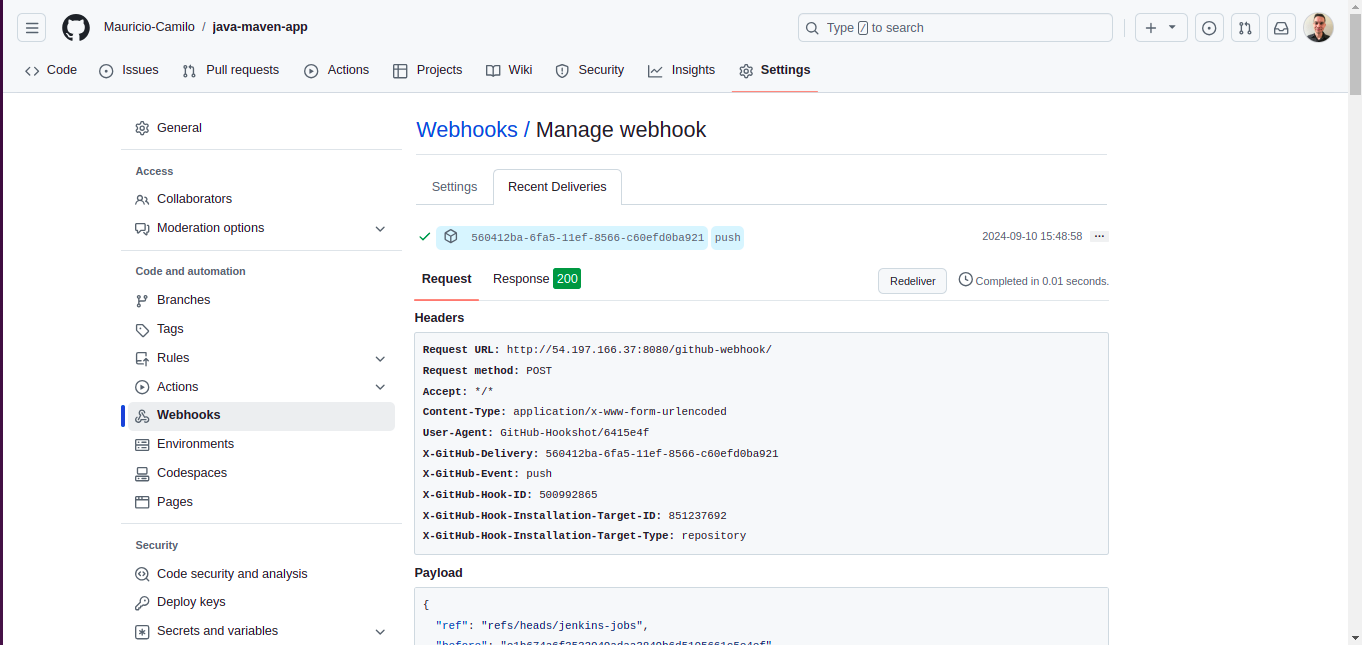 Mauricio-Camilo / java-maven-app
Type / to search
Code
Issues
Pull requests
Actions
Projects
Wiki
Security
Insights
Settings
General
Access
Collaborators
Moderation options
Code and automation
Branches
Tags
Rules
Actions
Webhooks
Environments
Codespaces
Pages
Security
Code security and analysis
Deploy keys
Secrets and variables
Webhooks / Manage webhook
Settings
Recent Deliveries
560412ba-6fa5-11ef-8566-c60efd0ba921 push
2024-09-10 15:48:58 ...
Request
Response 200
Redeliver
Completed in 0.01 seconds.
Headers
Request URL: http://54.197.166.37:8080/github-webhook/
Request method: POST
Accept: */*
Content-Type: application/x-www-form-urlencoded
User-Agent: GitHub-Hookshot/6415e4f
X-GitHub-Delivery: 560412ba-6fa5-11ef-8566-c60efd0ba921
X-GitHub-Event: push
X-GitHub-Hook-ID: 500992865
X-GitHub-Hook-Installation-Target-ID: 851237692
X-GitHub-Hook-Installation-Target-Type: repository
Payload
{
"ref": "refs/heads/jenkins-jobs",